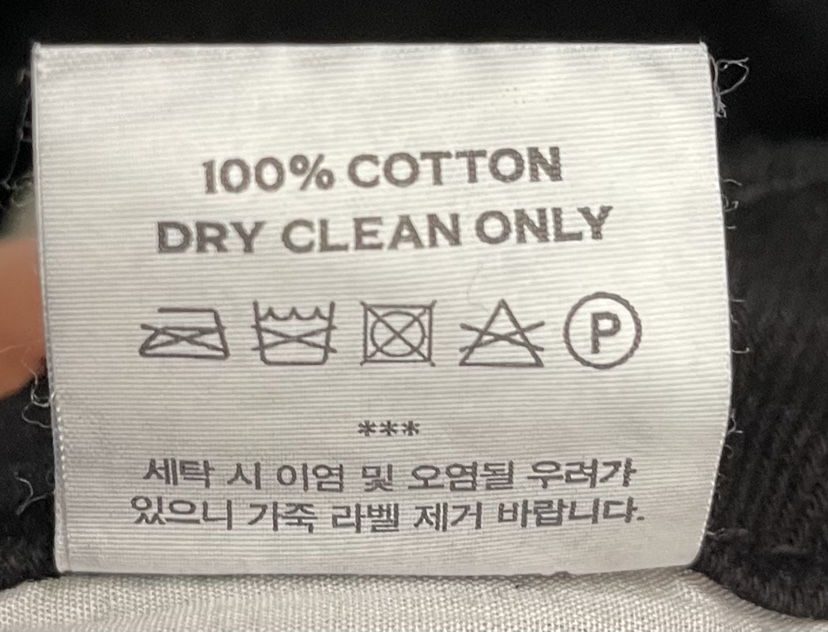 100% COTTON
DRY CLEAN ONLY
P
***
세탁 시 이염 및 오염될 우려가
있으니 가죽 라벨 제거 바랍니다.